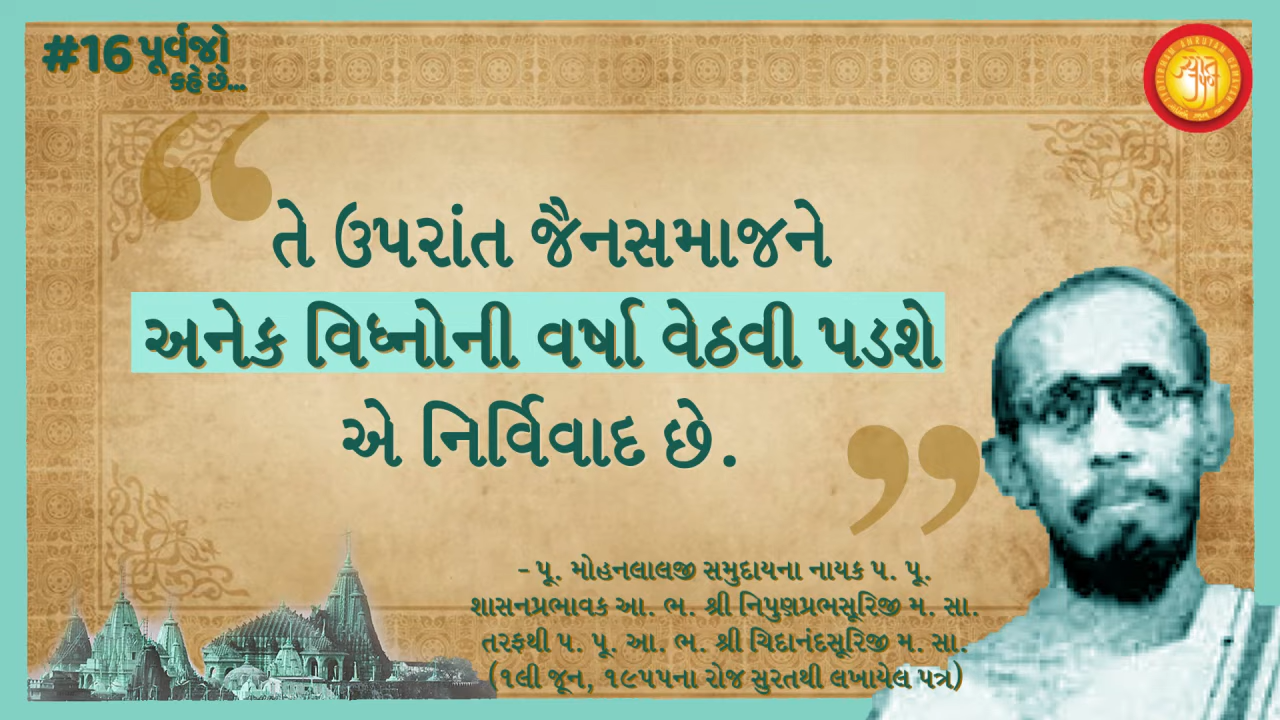 #16 પૂર્વજો
કહે છે...
તે ઉપરાંત જૈનસમાજને
અનેક વિઘ્નોની વર્ષા વેઠવી પડશે
એ નિર્વિવાદ છે.
- પૂ. મોહનલાલજી સમુદાયના નાયક પ. પૂ.
શાસનપ્રભાવક આ. ભ. શ્રી નિપુણપ્રભસૂરિજી મ. સા.
તરફથી પ. પૂ. આ. ભ. શ્રી ચિદાનંદસૂરિજી મ. સા.
(૧લી જૂન, ૧૯૫૫ના રોજ સુરતથી લખાયેલ પત્ર)